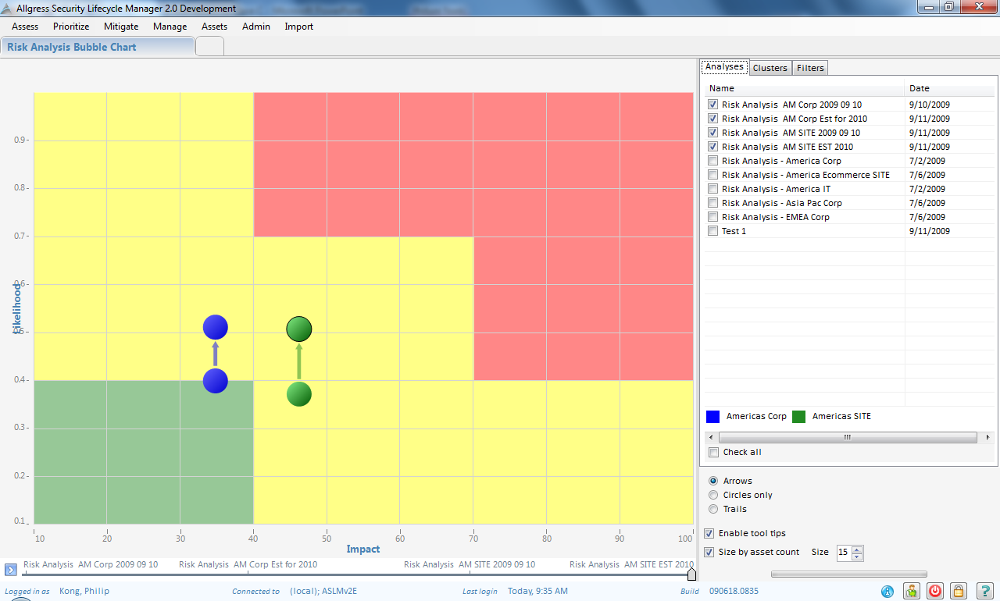 Allgress Security Lifecycle Manager 2.0 Development
Assess Prioritize Mitigate Manage Assets Admin Import
Risk Analysis Bubble Chart
Analyses Clusters Filters
Name Date
Risk Analysis AM Corp 2009 09 10 9/10/2009
Risk Analysis AM Corp Est for 2010 9/11/2009
Risk Analysis AM SITE 2009 09 10 9/11/2009
Risk Analysis AM SITE EST 2010 9/11/2009
Risk Analysis - America Corp 7/2/2009
Risk Analysis - America Ecommerce SITE 7/6/2009
Risk Analysis - America IT 7/2/2009
Risk Analysis - Asia Pac Corp 7/6/2009
Risk Analysis - EMEA Corp 7/6/2009
Test 1 9/11/2009
Americas Corp Americas SITE
Check all
Arrows
Circles only
Trails
Enable tool tips
Size by asset count Size 15
0.9
0.8
0.7
0.6
0.5
0.4
0.3
0.2
0.1
Likelihood
10 20 30 40 50 60 70 80 90 100
Impact
Risk Analysis AM Corp 2009 09 10 Risk Analysis AM Corp Est for 2010 Risk Analysis AM SITE 2009 09 10 Risk Analysis AM SITE EST 2010
Logged in as Kong, Philip Connected to (local); ASLMv2E Last login Today, 9:35 AM Build 090618.0835